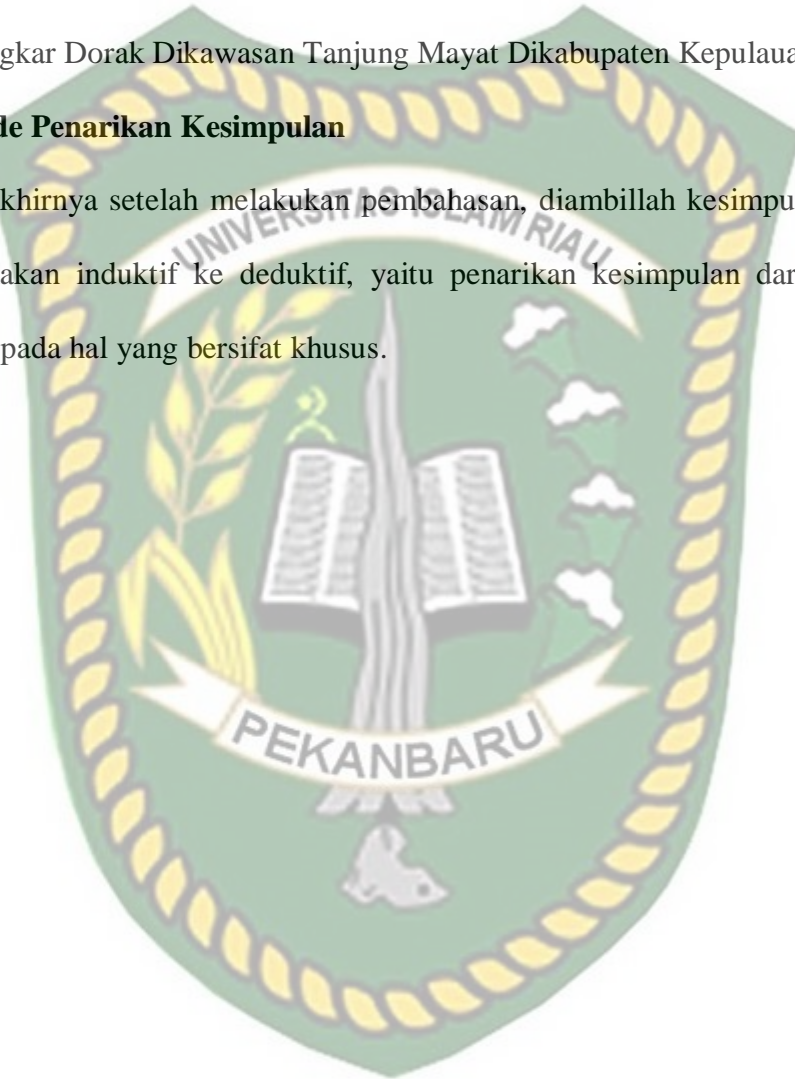 gkar Dorak Dikawasan Tanjung Mayat Dikabupaten Kepulaua
de Penarikan Kesimpulan
khirnya setelah melakukan pembahasan, diambillah kesimpu
akan induktif ke deduktif, yaitu penarikan kesimpulan dar
pada hal yang bersifat khusus.
UNIVERSITAS ISLAM RIAU
PEKANBARU